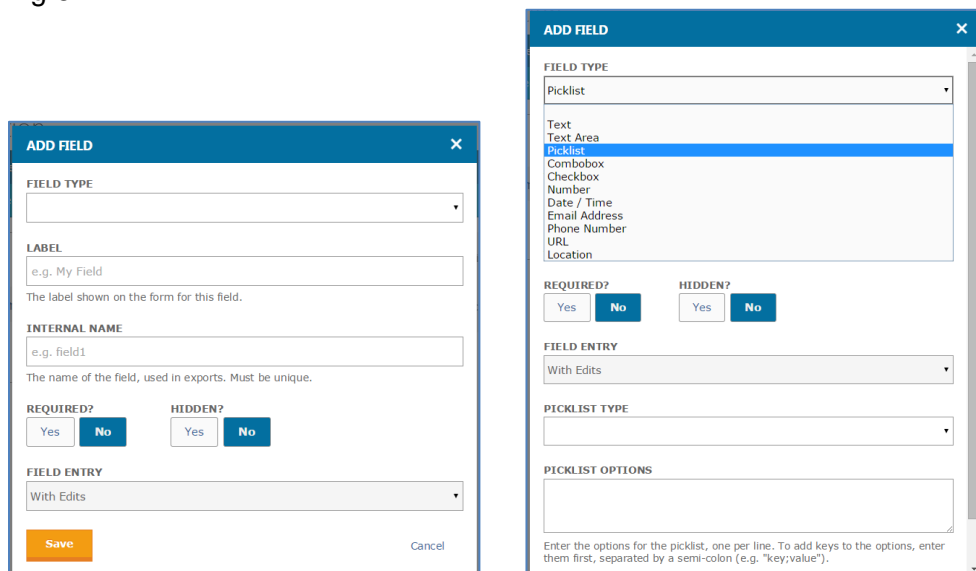 ADD FIELD
FIELD TYPE
LABEL
e.g. My Field
The label shown on the form for this field.
INTERNAL NAME
e.g. field1
The name of the field, used in exports. Must be unique.
REQUIRED? HIDDEN?
Yes No Yes No
FIELD ENTRY
With Edits
Save Cancel
ADD FIELD
FIELD TYPE
Picklist
Text
Text Area
Picklist
Combobox
Checkbox
Number
Date / Time
Email Address
Phone Number
URL
Location
REQUIRED? HIDDEN?
Yes No Yes No
FIELD ENTRY
With Edits
PICKLIST TYPE
PICKLIST OPTIONS
Enter the options for the picklist, one per line. To add keys to the options, enter
them first, separated by a semi-colon (e.g. "key;value").